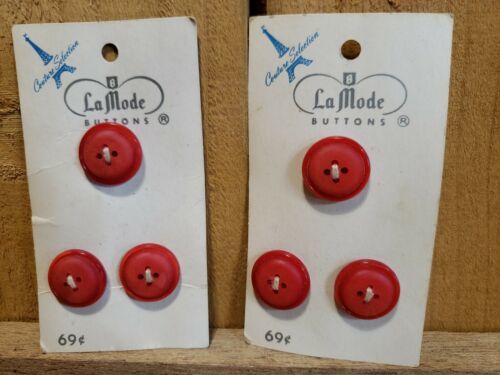 Couture Selection
B
La Mode
BUTTONS ®
69¢
Couture Selection
B
La Mode
BUTTONS ®
69¢